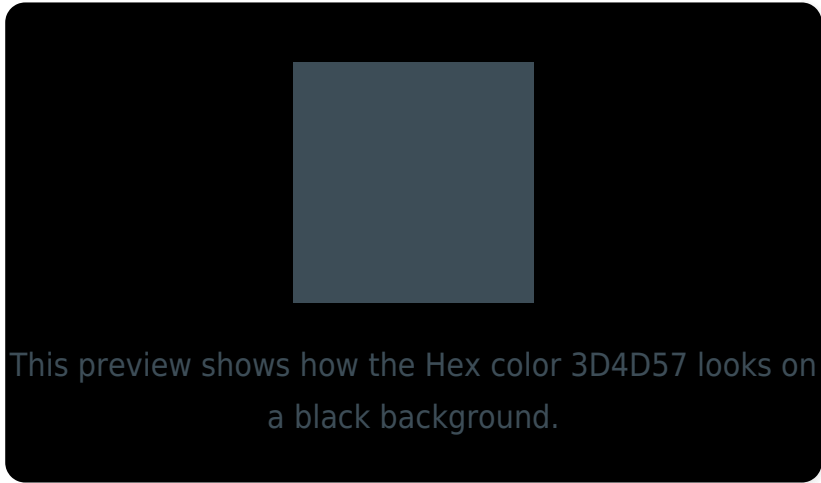 This preview shows how the Hex color 3D4D57 looks on
a black background.